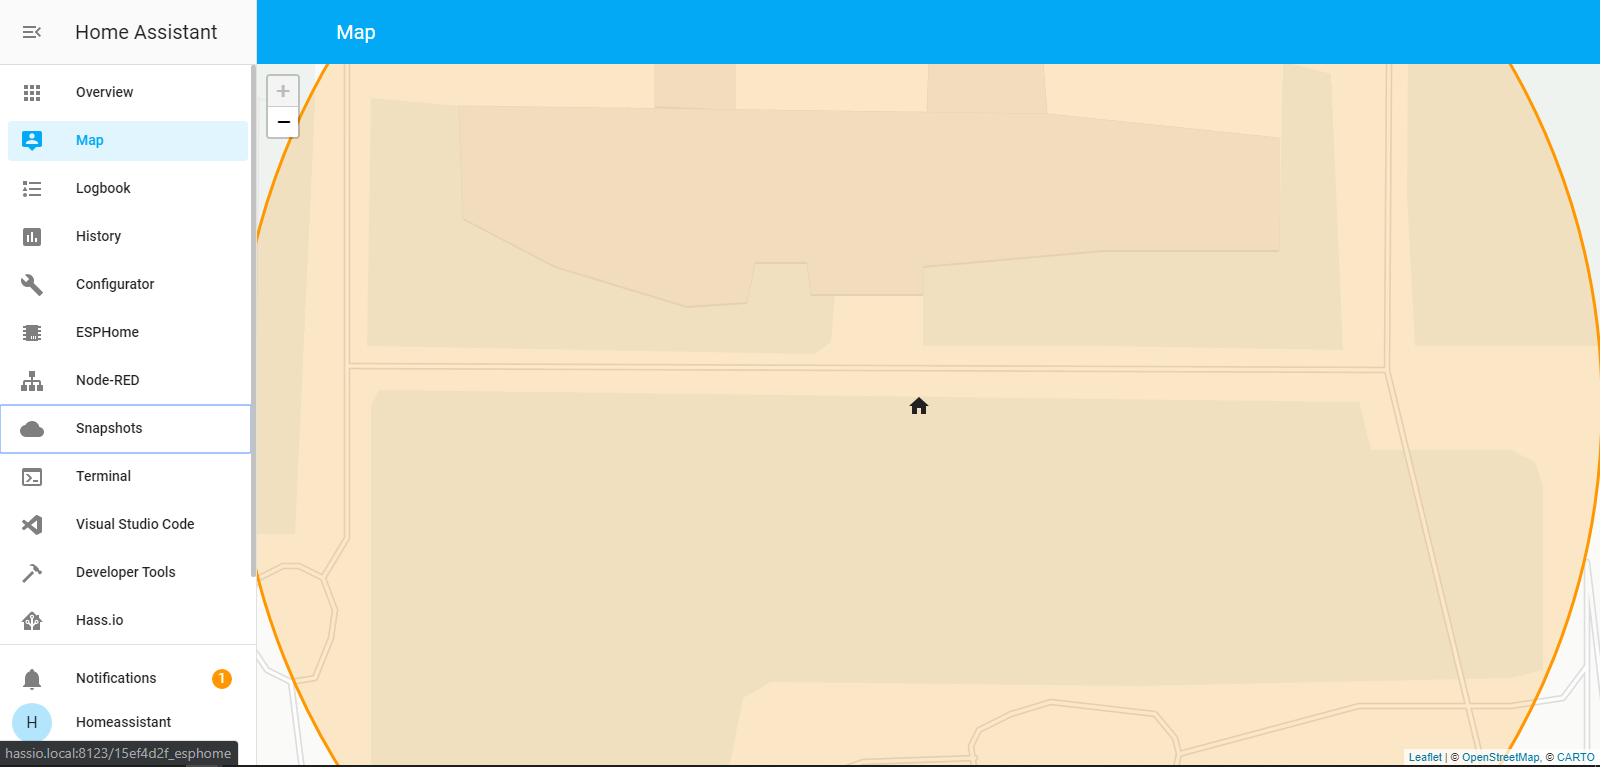 Home Assistant
Map
+
−
Overview
Map
Logbook
History
Configurator
ESPHome
Node-RED
Snapshots
Terminal
Visual Studio Code
Developer Tools
Hass.io
Notifications 1
H Homeassistant
hassio.local:8123/15ef4d2f_esphome
Leaflet | © OpenStreetMap, © CARTO